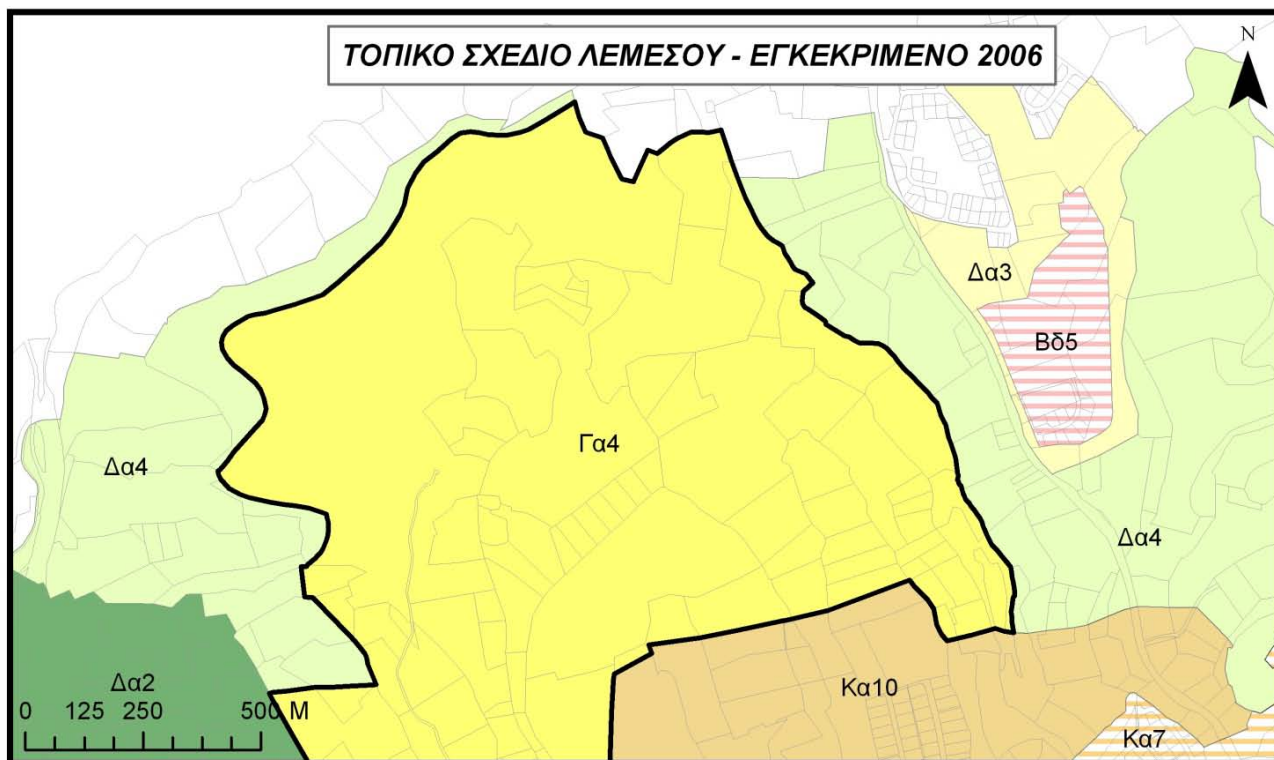 ΤΟΠΙΚΟ ΣΧΕΔΙΟ ΛΕΜΕΣΟΥ - ΕΓΚΕΚΡΙΜΕΝΟ 2006
N
Δα3
Βδ5
Γα4
Δα4
Δα4
Δα2
Κα10
Κα7
0 125 250 500 M